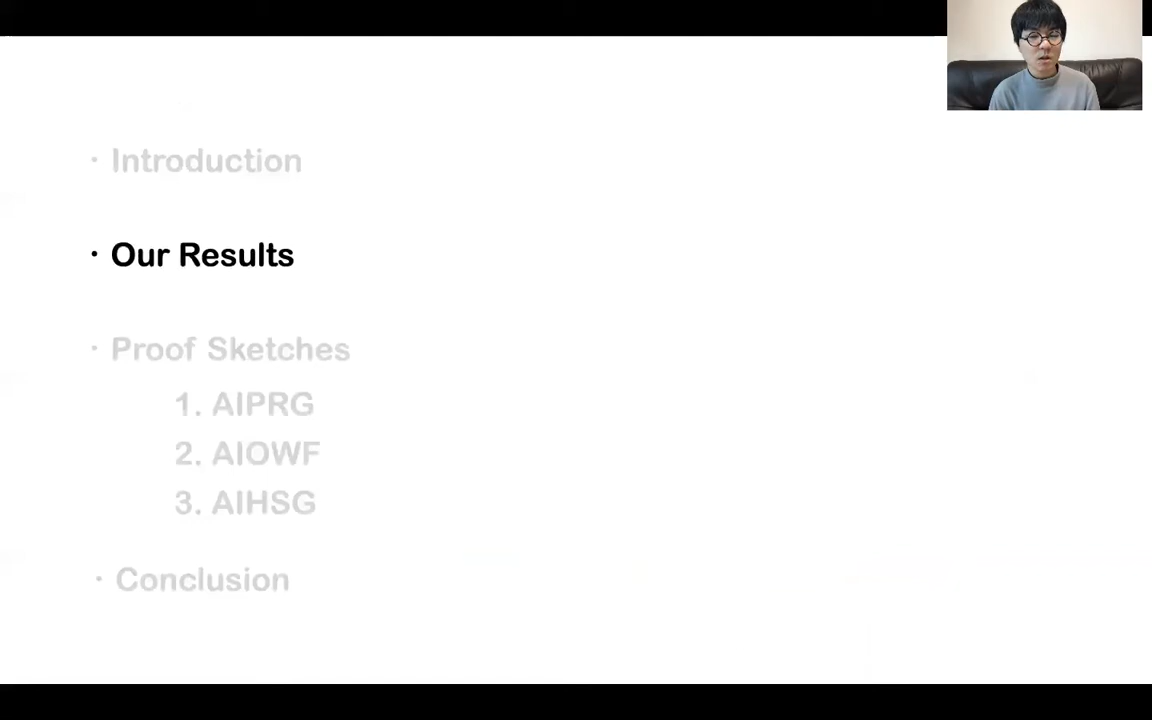 · Introduction
· Our Results
· Proof Sketches
1. AIPRG
2. AIOWF
3. AIHSG
· Conclusion